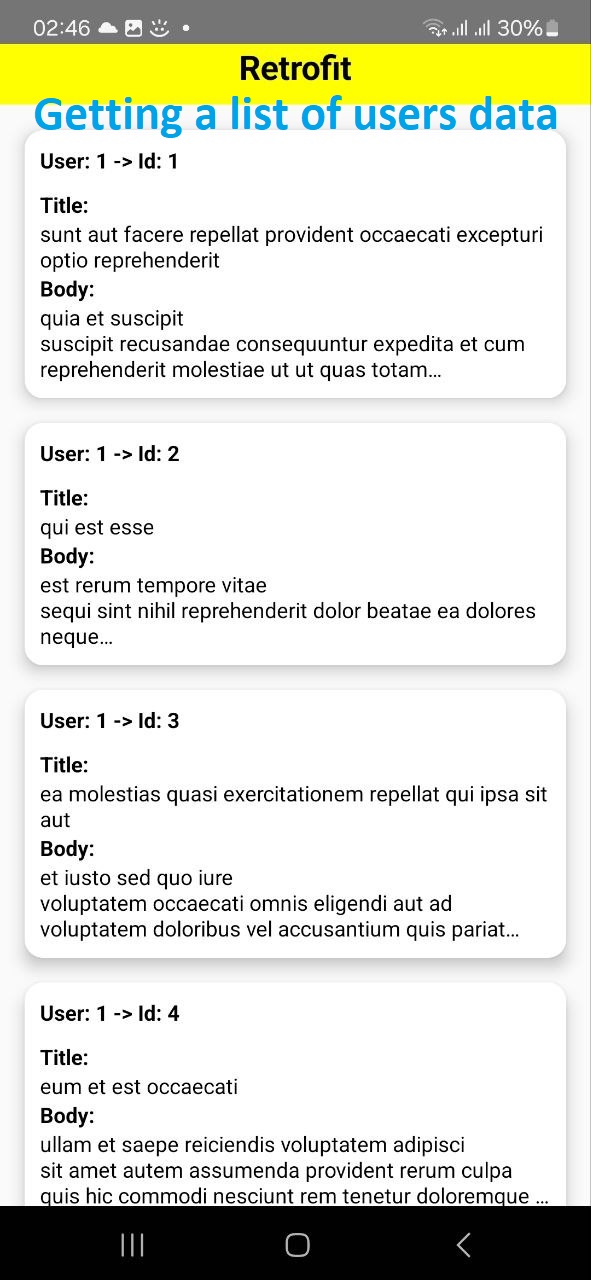 02:46 30%
Retrofit
Getting a list of users data
User: 1 -> Id: 1
Title:
sunt aut facere repellat provident occaecati excepturi
optio reprehenderit
Body:
quia et suscipit
suscipit recusandae consequuntur expedita et cum
reprehenderit molestiae ut ut quas totam...
User: 1 -> Id: 2
Title:
qui est esse
Body:
est rerum tempore vitae
sequi sint nihil reprehenderit dolor beatae ea dolores
neque...
User: 1 -> Id: 3
Title:
ea molestias quasi exercitationem repellat qui ipsa sit
aut
Body:
et iusto sed quo iure
voluptatem occaecati omnis eligendi aut ad
voluptatem doloribus vel accusantium quis pariat...
User: 1 -> Id: 4
Title:
eum et est occaecati
Body:
ullam et saepe reiciendis voluptatem adipisci
sit amet autem assumenda provident rerum culpa
quis hic commodi nesciunt rem tenetur doloremque ...